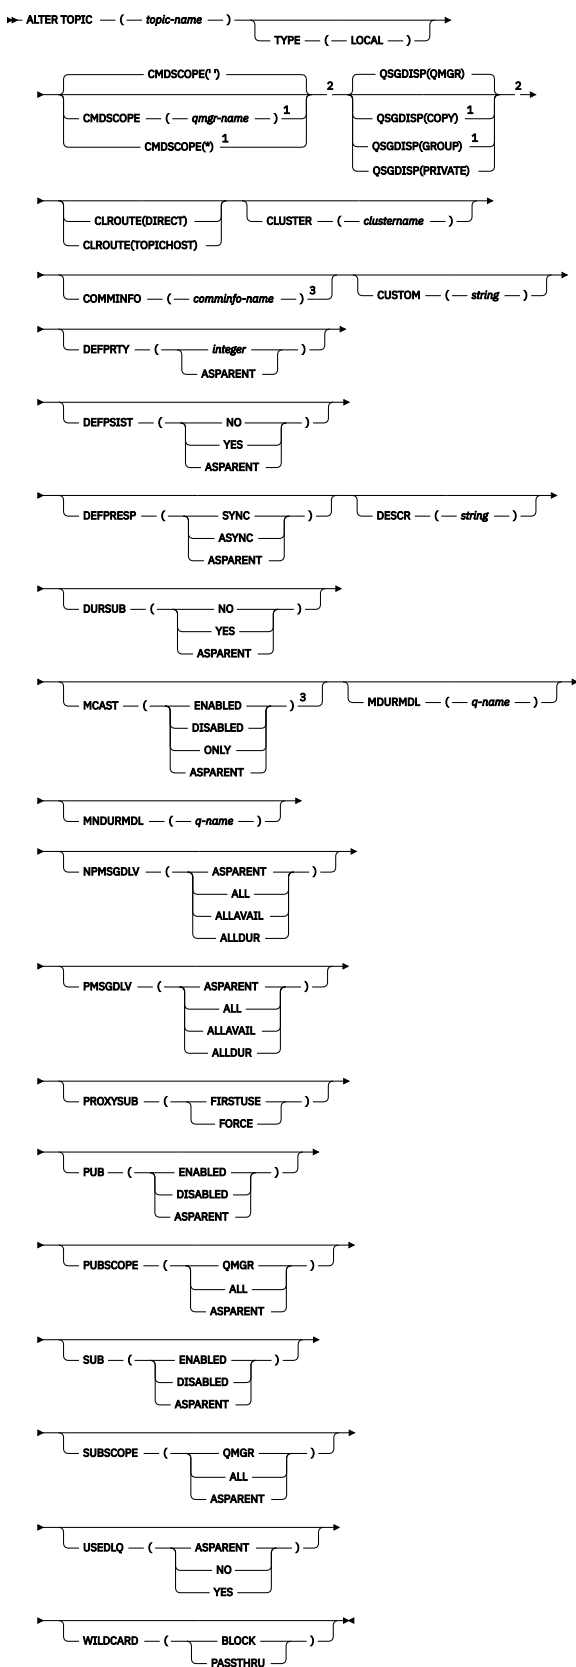 ALTER TOPIC ( topic-name )
TYPE ( LOCAL )
CMDSCOPE(' ')
CMDSCOPE ( qmgr-name ) 1
CMDSCOPE(*) 1
2
QSGDISP(QMGR)
QSGDISP(COPY) 1
QSGDISP(GROUP) 1
QSGDISP(PRIVATE)
2
CLROUTE(DIRECT)
CLROUTE(TOPICHOST)
CLUSTER ( clustername )
COMMINFO ( comminfo-name ) 3
CUSTOM ( string )
DEFPRTY ( integer )
ASPARENT
DEFPSIST ( NO )
YES
ASPARENT
DEFPRESP ( SYNC )
ASYNC
ASPARENT
DESCR ( string )
DURSUB ( NO )
YES
ASPARENT
MCAST ( ENABLED ) 3
DISABLED
ONLY
ASPARENT
MDURMDL ( q-name )
MNDURMDL ( q-name )
NPMSGDLV ( ASPARENT )
ALL
ALLAVAIL
ALLDUR
PMSGDLV ( ASPARENT )
ALL
ALLAVAIL
ALLDUR
PROXYSUB ( FIRSTUSE )
FORCE
PUB ( ENABLED )
DISABLED
ASPARENT
PUBSCOPE ( QMGR )
ALL
ASPARENT
SUB ( ENABLED )
DISABLED
ASPARENT
SUBSCOPE ( QMGR )
ALL
ASPARENT
USEDLQ ( ASPARENT )
NO
YES
WILDCARD ( BLOCK )
PASSTHRU